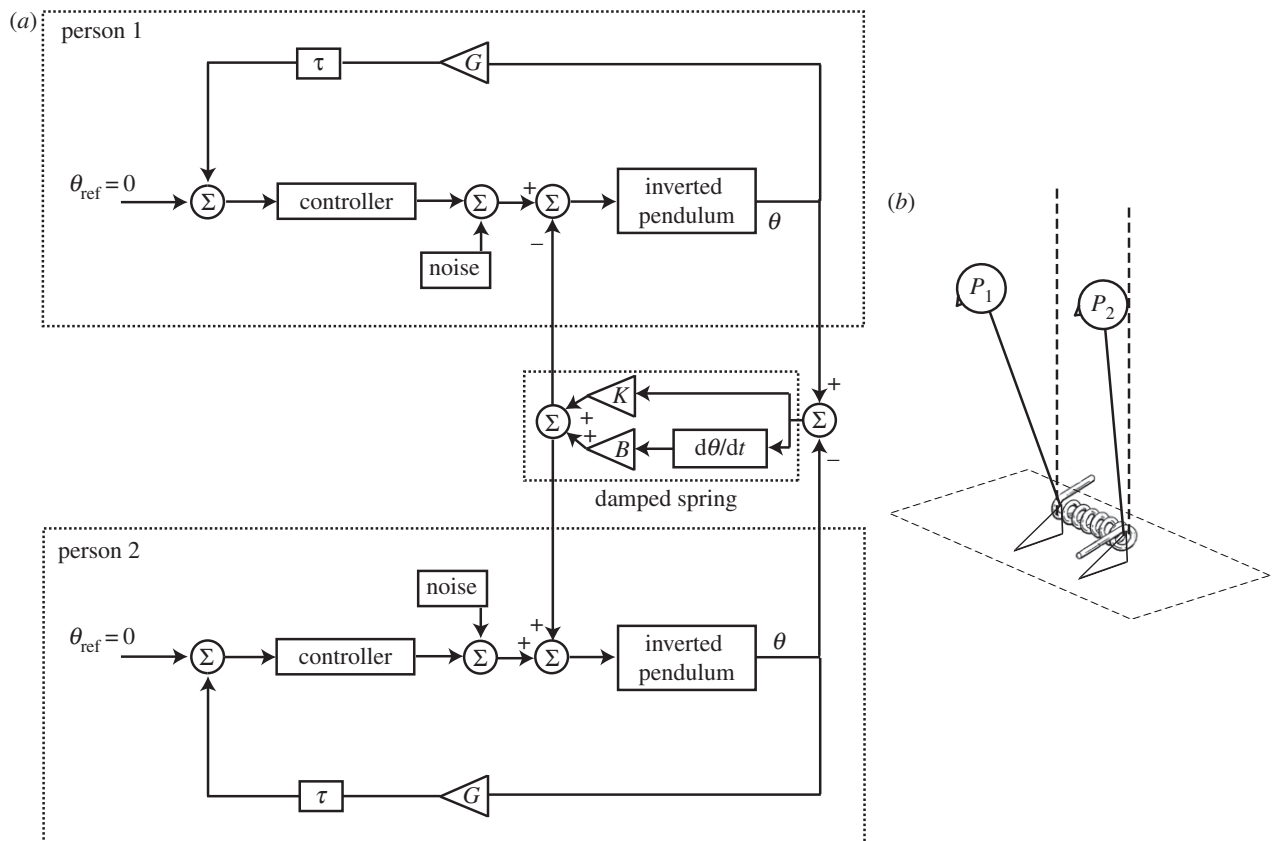 (a)
person 1
τ
G
θref = 0
Σ
controller
Σ
+
Σ
−
inverted
pendulum
θ
noise
K
+
+
Σ
B
dθ/dt
+
Σ
−
damped spring
person 2
noise
θref = 0
Σ
controller
Σ
+
+
Σ
inverted
pendulum
θ
τ
G
(b)
P1
P2